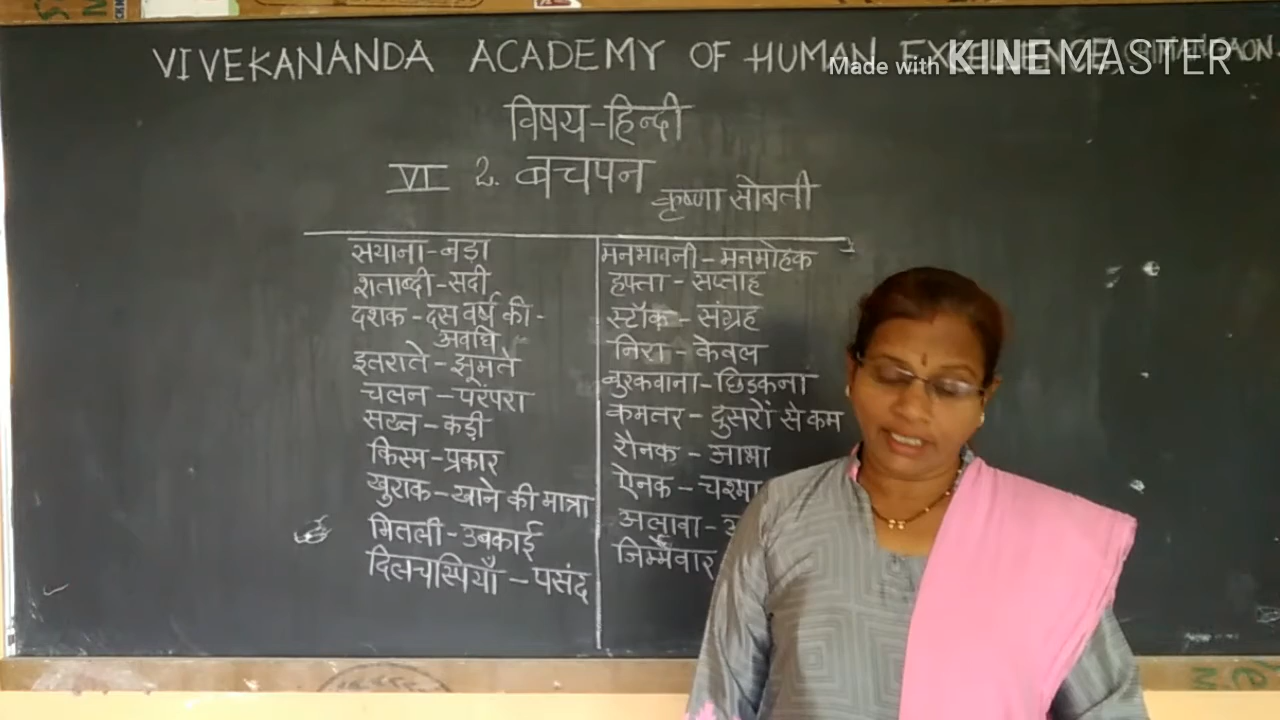 VIVEKANANDA ACADEMY OF HUMAN EXCELLENCE,
Made with KINEMASTER
विषय-हिन्दी
VI 2. बचपन
कृष्णा सोबती
सयाना-बड़ा
शताब्दी-सदी
दशक-दस वर्ष की-
अवधि
इतराते-झूमते
चलन-परंपरा
सख्त-कड़ी
किस्म-प्रकार
खुराक-खाने की मात्रा
मितली-उबकाई
दिलचस्पियाँ-पसंद
मनभावनी-मनमोहक
हफ्ता-सप्ताह
स्टॉक-संग्रह
निरा-केवल
बुरकवाना-छिडकना
कमतर-दुसरों से कम
रौनक-आभा
ऐनक-चश्मा
अलावा-
जिम्मेवार